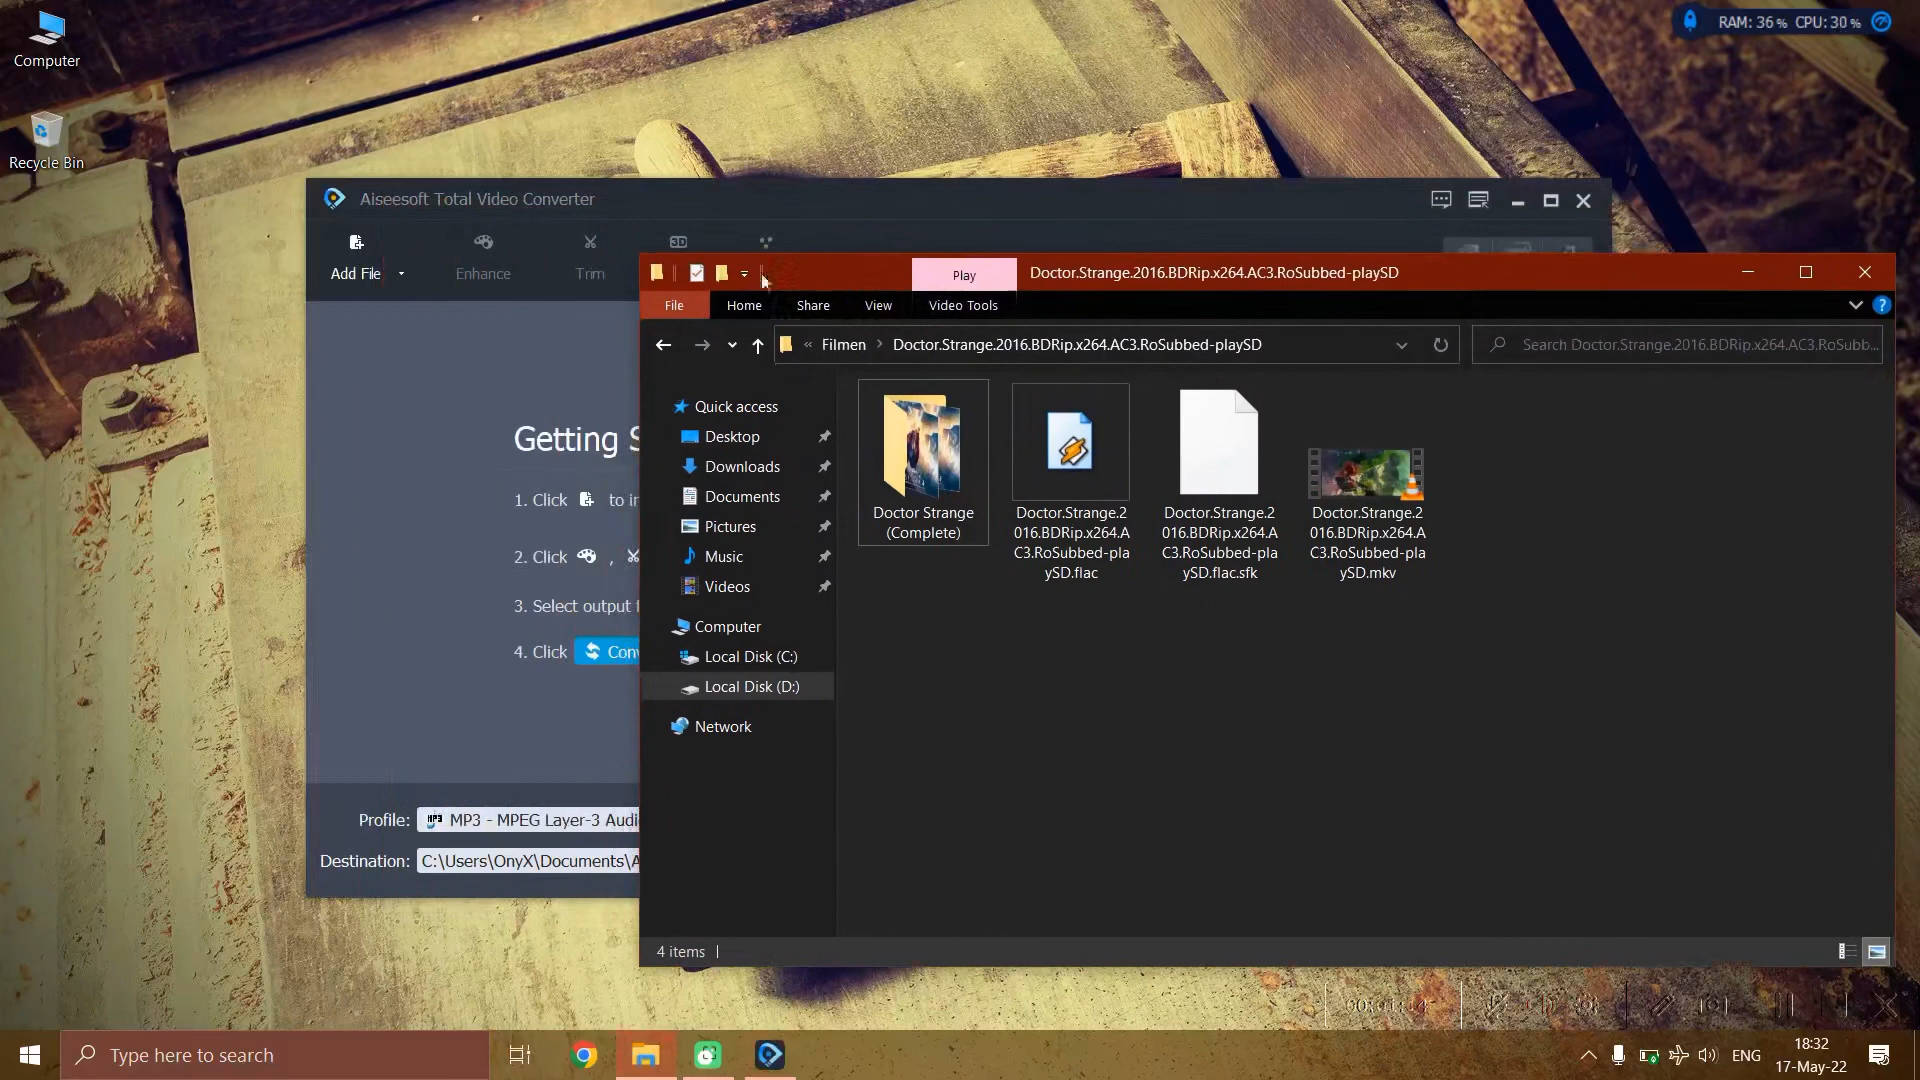 Computer
Recycle Bin
RAM: 36 % CPU: 30 %
Aiseesoft Total Video Converter
Add File
Enhance
Trim
3D
Getting S
1. Click
to in
2. Click
,
3. Select output f
4. Click
Conv
Profile:
MP3
MP3 - MPEG Layer-3 Audi
Destination:
C:\Users\OnyX\Documents\A
Play
Doctor.Strange.2016.BDRip.x264.AC3.RoSubbed-playSD
File
Home
Share
View
Video Tools
?
« Filmen
Doctor.Strange.2016.BDRip.x264.AC3.RoSubbed-playSD
Search Doctor.Strange.2016.BDRip.x264.AC3.RoSubb...
Quick access
Desktop
Downloads
Documents
Pictures
Music
Videos
Computer
Local Disk (C:)
Local Disk (D:)
Network
Doctor Strange
(Complete)
Doctor.Strange.2
016.BDRip.x264.A
C3.RoSubbed-pla
ySD.flac
Doctor.Strange.2
016.BDRip.x264.A
C3.RoSubbed-pla
ySD.flac.sfk
Doctor.Strange.2
016.BDRip.x264.A
C3.RoSubbed-pla
ySD.mkv
4 items
Type here to search
ENG
18:32
17-May-22